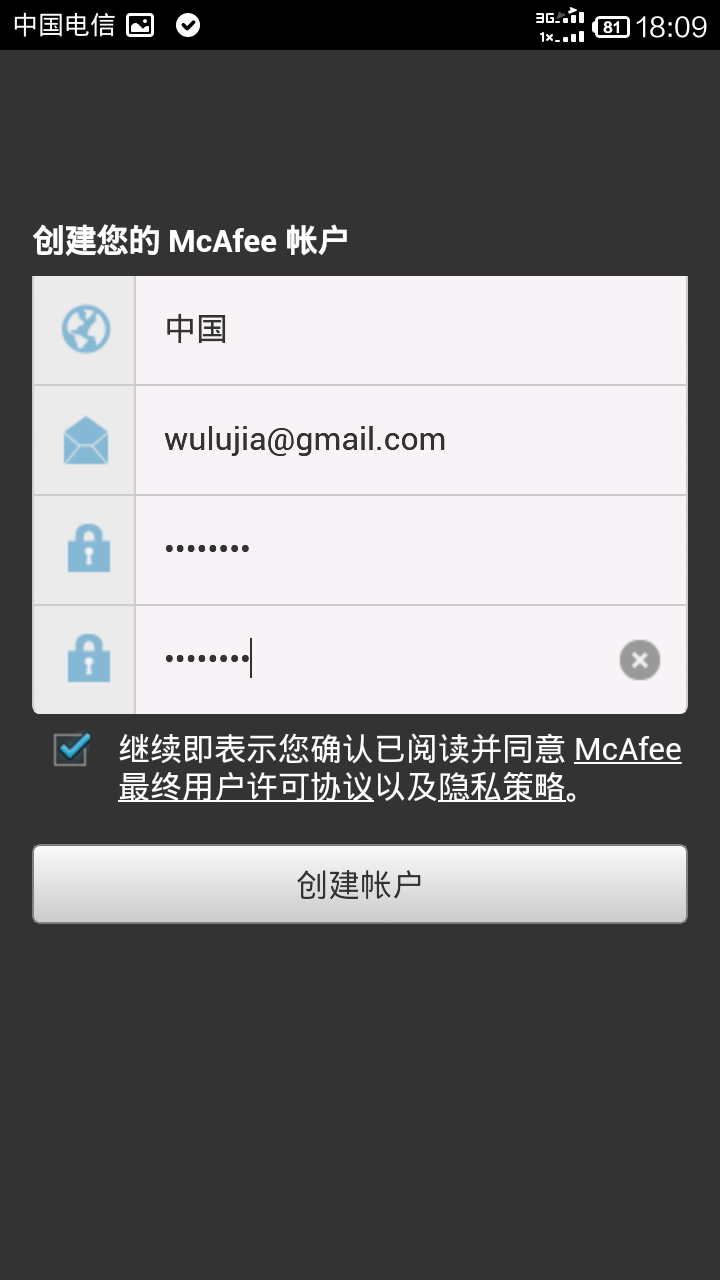 中国电信 3G 1x 81 18:09
创建您的 McAfee 帐户
中国
wulujia@gmail.com
••••••••
••••••••
继续即表示您确认已阅读并同意 McAfee
最终用户许可协议以及隐私策略。
创建帐户